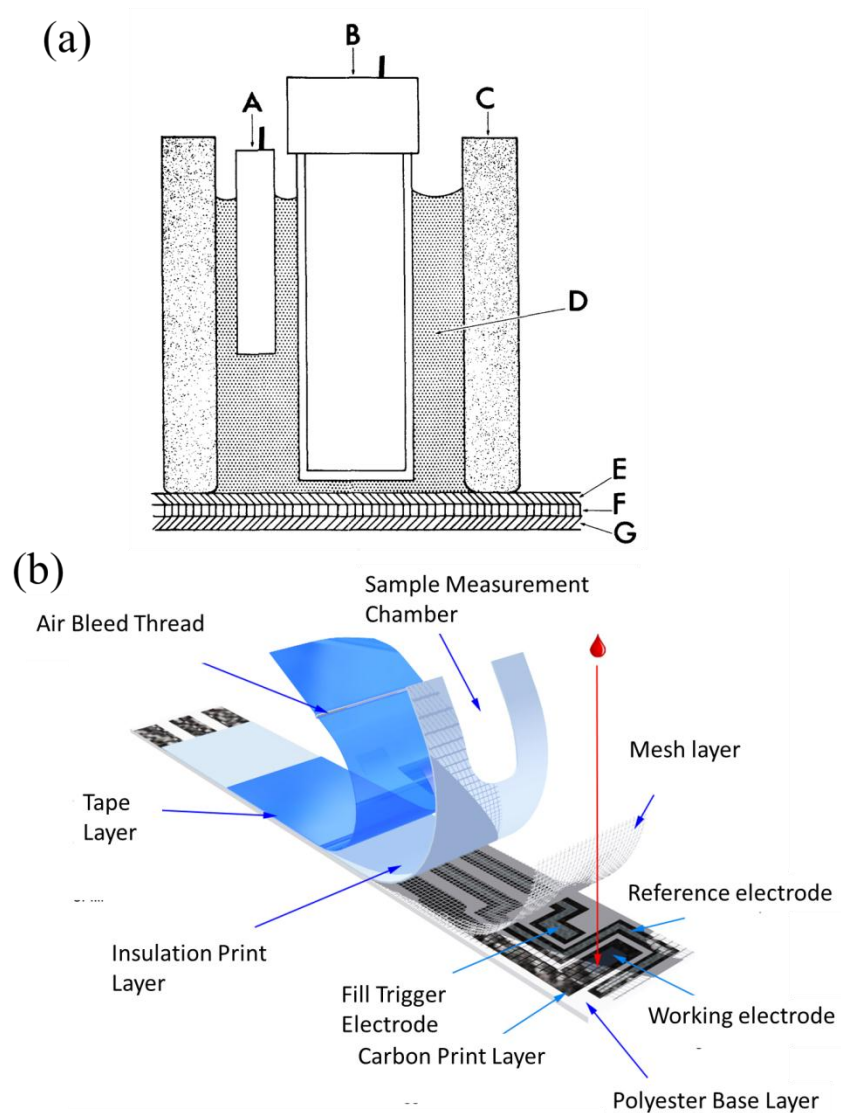 (a)
B
A
C
D
E
F
G
(b)
Sample Measurement
Chamber
Air Bleed Thread
Mesh layer
Tape
Layer
Reference electrode
Insulation Print
Layer
Fill Trigger
Electrode
Working electrode
Carbon Print Layer
Polyester Base Layer